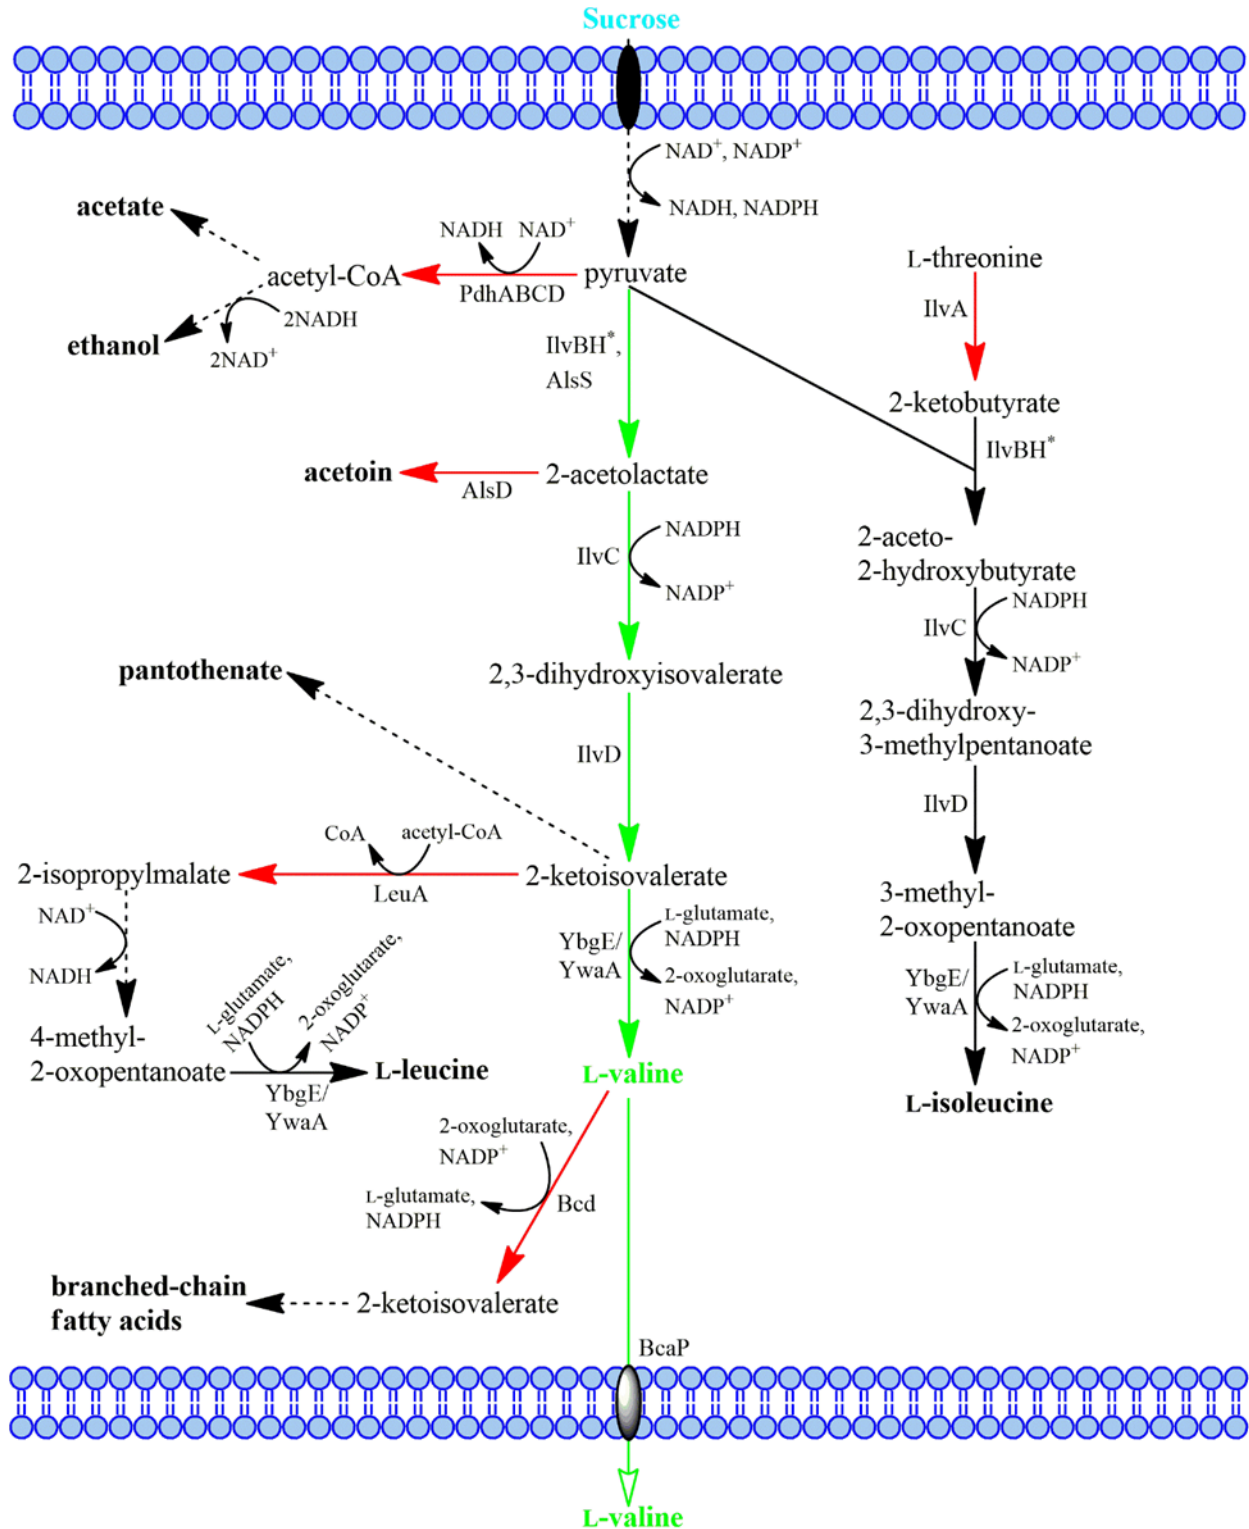 Sucrose
NAD+, NADP+
NADH, NADPH
acetate
NADH NAD+
acetyl-CoA
PdhABCD
pyruvate
2NADH
2NAD+
ethanol
L-threonine
IlvA
2-ketobutyrate
IlvBH*,
AlsS
IlvBH*
acetoin
AlsD
2-acetolactate
NADPH
IlvC
NADP+
2-aceto-
2-hydroxybutyrate
NADPH
IlvC
NADP+
pantothenate
2,3-dihydroxyisovalerate
2,3-dihydroxy-
3-methylpentanoate
IlvD
IlvD
CoA acetyl-CoA
2-isopropylmalate
LeuA
2-ketoisovalerate
3-methyl-
2-oxopentanoate
NAD+
NADH
L-glutamate,
NADPH
2-oxoglutarate,
NADP+
YbgE/
YwaA
L-glutamate,
NADPH
2-oxoglutarate,
NADP+
YbgE/
YwaA
L-glutamate,
NADPH
2-oxoglutarate,
NADP+
4-methyl-
2-oxopentanoate
YbgE/
YwaA
L-leucine
L-valine
L-isoleucine
2-oxoglutarate,
NADP+
L-glutamate,
NADPH
Bcd
branched-chain
fatty acids
2-ketoisovalerate
BcaP
L-valine